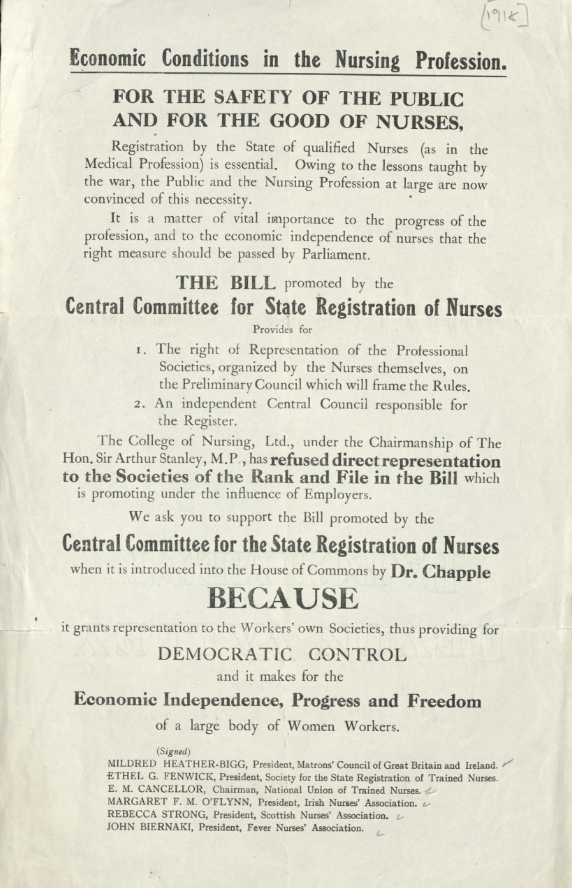 [1918]
Economic Conditions in the Nursing Profession.
FOR THE SAFETY OF THE PUBLIC
AND FOR THE GOOD OF NURSES,
Registration by the State of qualified Nurses (as in the
Medical Profession) is essential. Owing to the lessons taught by
the war, the Public and the Nursing Profession at large are now
convinced of this necessity.
It is a matter of vital importance to the progress of the
profession, and to the economic independence of nurses that the
right measure should be passed by Parliament.
THE BILL promoted by the
Central Committee for State Registration of Nurses
Provides for
1. The right of Representation of the Professional
Societies, organized by the Nurses themselves, on
the Preliminary Council which will frame the Rules.
2. An independent Central Council responsible for
the Register.
The College of Nursing, Ltd., under the Chairmanship of The
Hon. Sir Arthur Stanley, M.P., has refused direct representation
to the Societies of the Rank and File in the Bill which
is promoting under the influence of Employers.
We ask you to support the Bill promoted by the
Central Committee for the State Registration of Nurses
when it is introduced into the House of Commons by Dr. Chapple
BECAUSE
it grants representation to the Workers' own Societies, thus providing for
DEMOCRATIC CONTROL
and it makes for the
Economic Independence, Progress and Freedom
of a large body of Women Workers.
(Signed)
MILDRED HEATHER-BIGG, President, Matrons' Council of Great Britain and Ireland.
ETHEL G. FENWICK, President, Society for the State Registration of Trained Nurses.
E. M. CANCELLOR, Chairman, National Union of Trained Nurses.
MARGARET F. M. O'FLYNN, President, Irish Nurses' Association.
REBECCA STRONG, President, Scottish Nurses' Association.
JOHN BIERNAKI, President, Fever Nurses' Association.